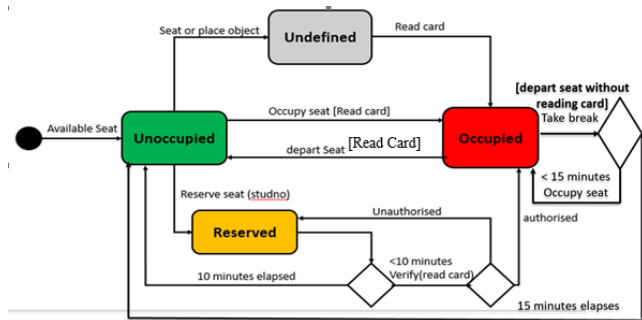 Seat or place object
Undefined
Read card
[depart seat without
reading card]
Take break
Available Seat
Unoccupied
Occupy seat [Read card]
Occupied
depart Seat [Read Card]
< 15 minutes
Occupy seat
Reserve seat (studno)
Unauthorised
authorised
Reserved
10 minutes elapsed
<10 minutes
Verify(read card)
15 minutes elapses